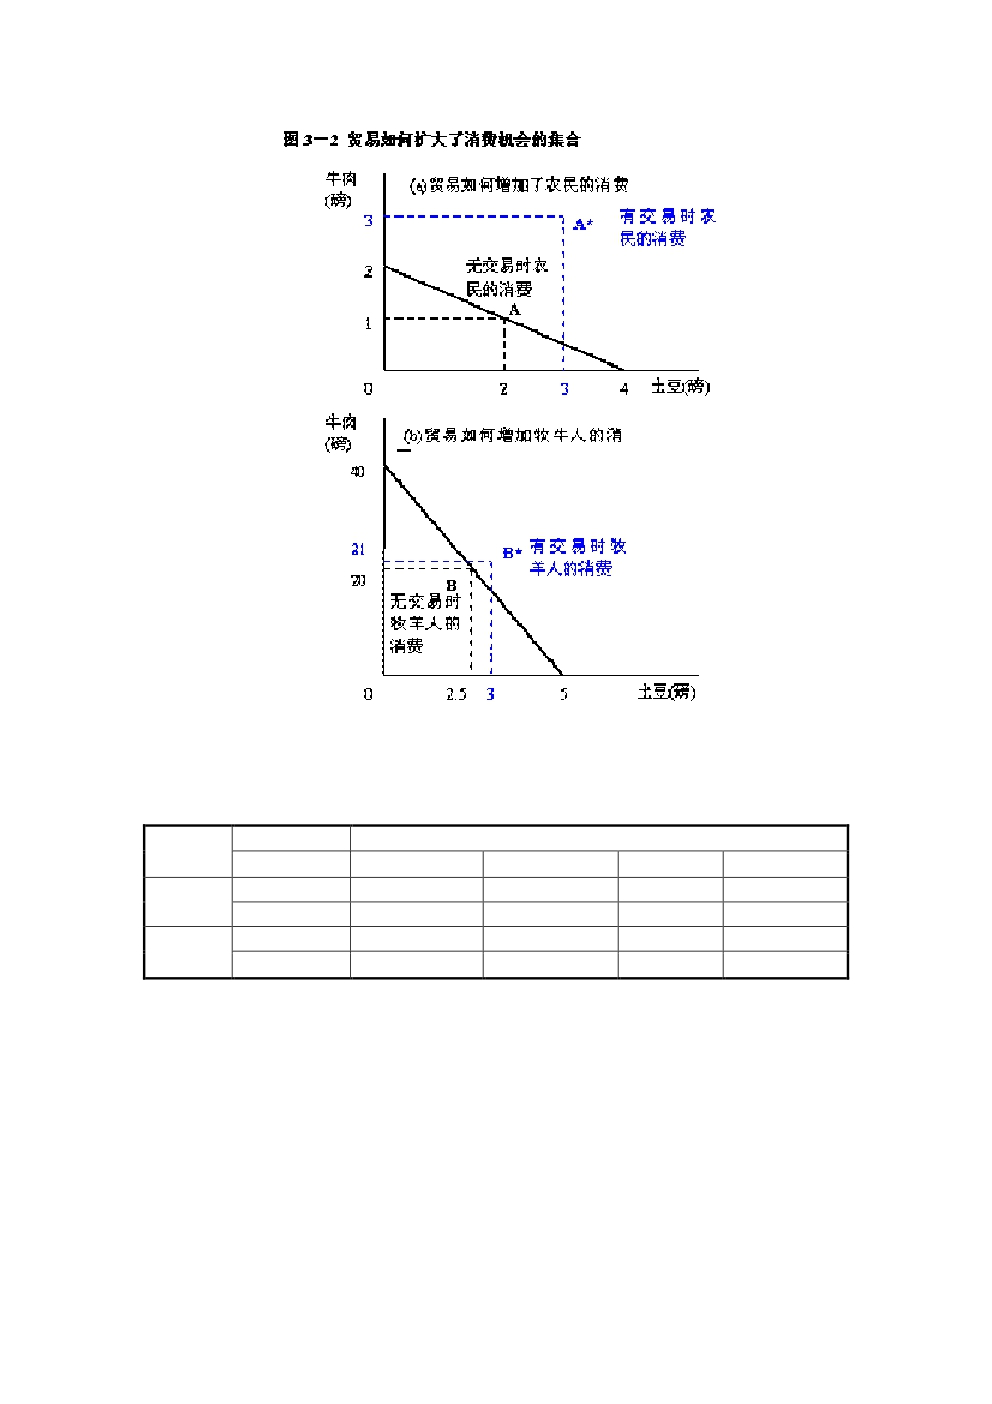 图 3－2 贸易如何扩大了消费机会的集合
牛肉
(磅)
(a)贸易如何增加了农民的消费
3
A*
有交易时农
民的消费
2
无交易时农
民的消费
A
1
0
2
3
4
土豆(磅)
牛肉
(磅)
(b)贸易如何增加牧牛人的消
40
21
B*
有交易时牧
羊人的消费
20
B
无交易时
牧羊人的
消费
0
2.5
3
5
土豆(磅)